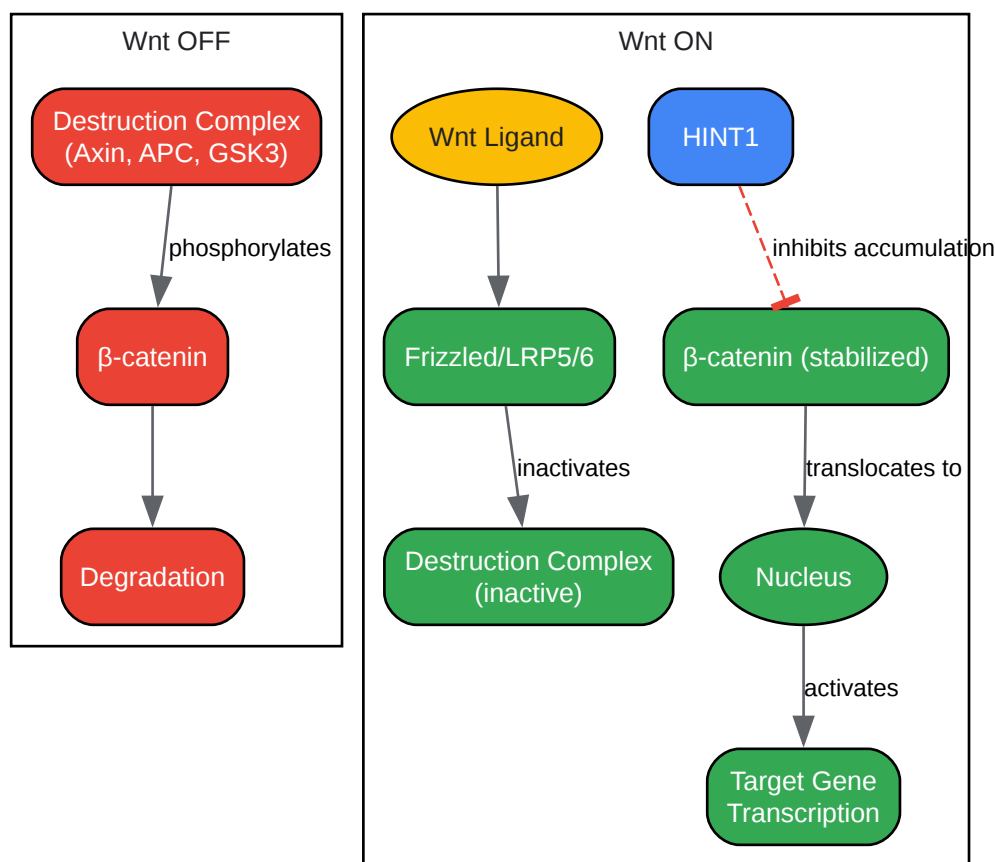 Wnt OFF
Destruction Complex
(Axin, APC, GSK3)
phosphorylates
β-catenin
Degradation
Wnt ON
Wnt Ligand
HINT1
inhibits accumulation
Frizzled/LRP5/6
β-catenin (stabilized)
inactivates
translocates to
Destruction Complex
(inactive)
Nucleus
activates
Target Gene
Transcription